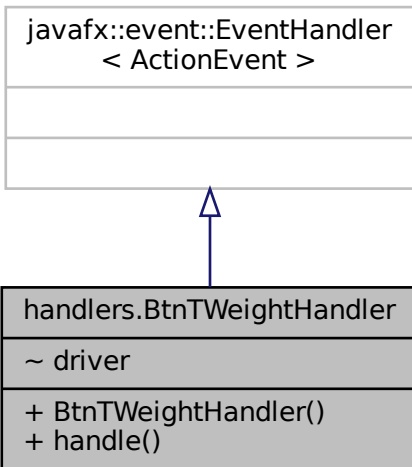 javafx::event::EventHandler
< ActionEvent >
handlers.BtnTWeightHandler
~ driver
+ BtnTWeightHandler()
+ handle()